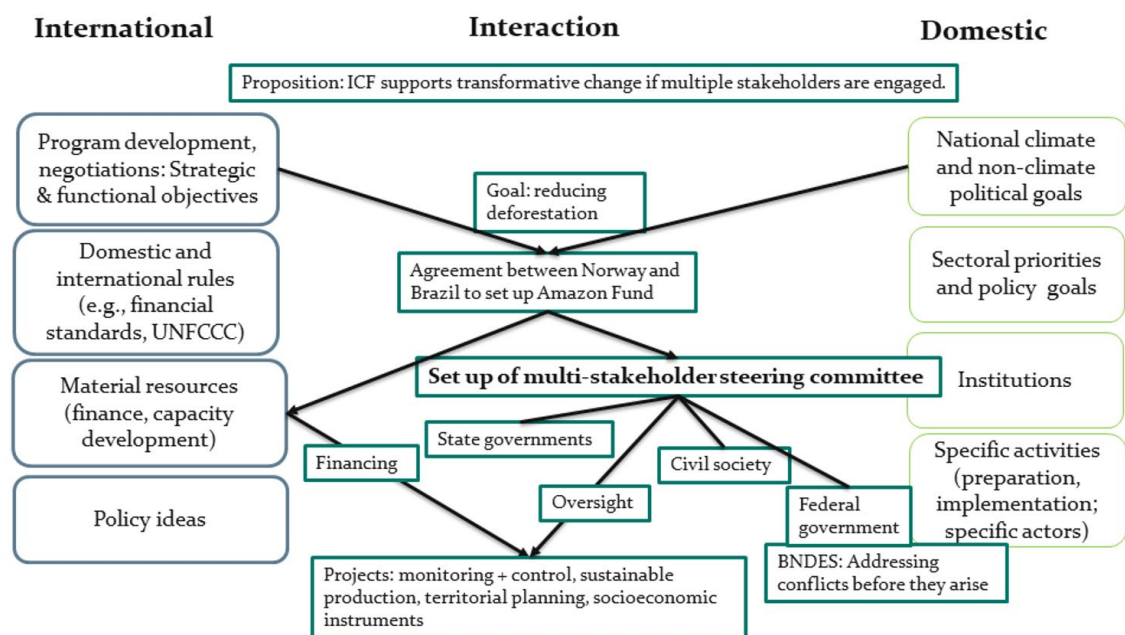 International
Interaction
Domestic
Proposition: ICF supports transformative change if multiple stakeholders are engaged.
Program development,
negotiations: Strategic
& functional objectives
National climate
and non-climate
political goals
Goal: reducing
deforestation
Domestic and
international rules
(e.g., financial
standards, UNFCCC)
Agreement between Norway and
Brazil to set up Amazon Fund
Sectoral priorities
and policy goals
Material resources
(finance, capacity
development)
Set up of multi-stakeholder steering committee
Institutions
State governments
Financing
Civil society
Oversight
Federal
government
Specific activities
(preparation,
implementation;
specific actors)
Policy ideas
BNDES: Addressing
conflicts before they arise
Projects: monitoring + control, sustainable
production, territorial planning, socioeconomic
instruments